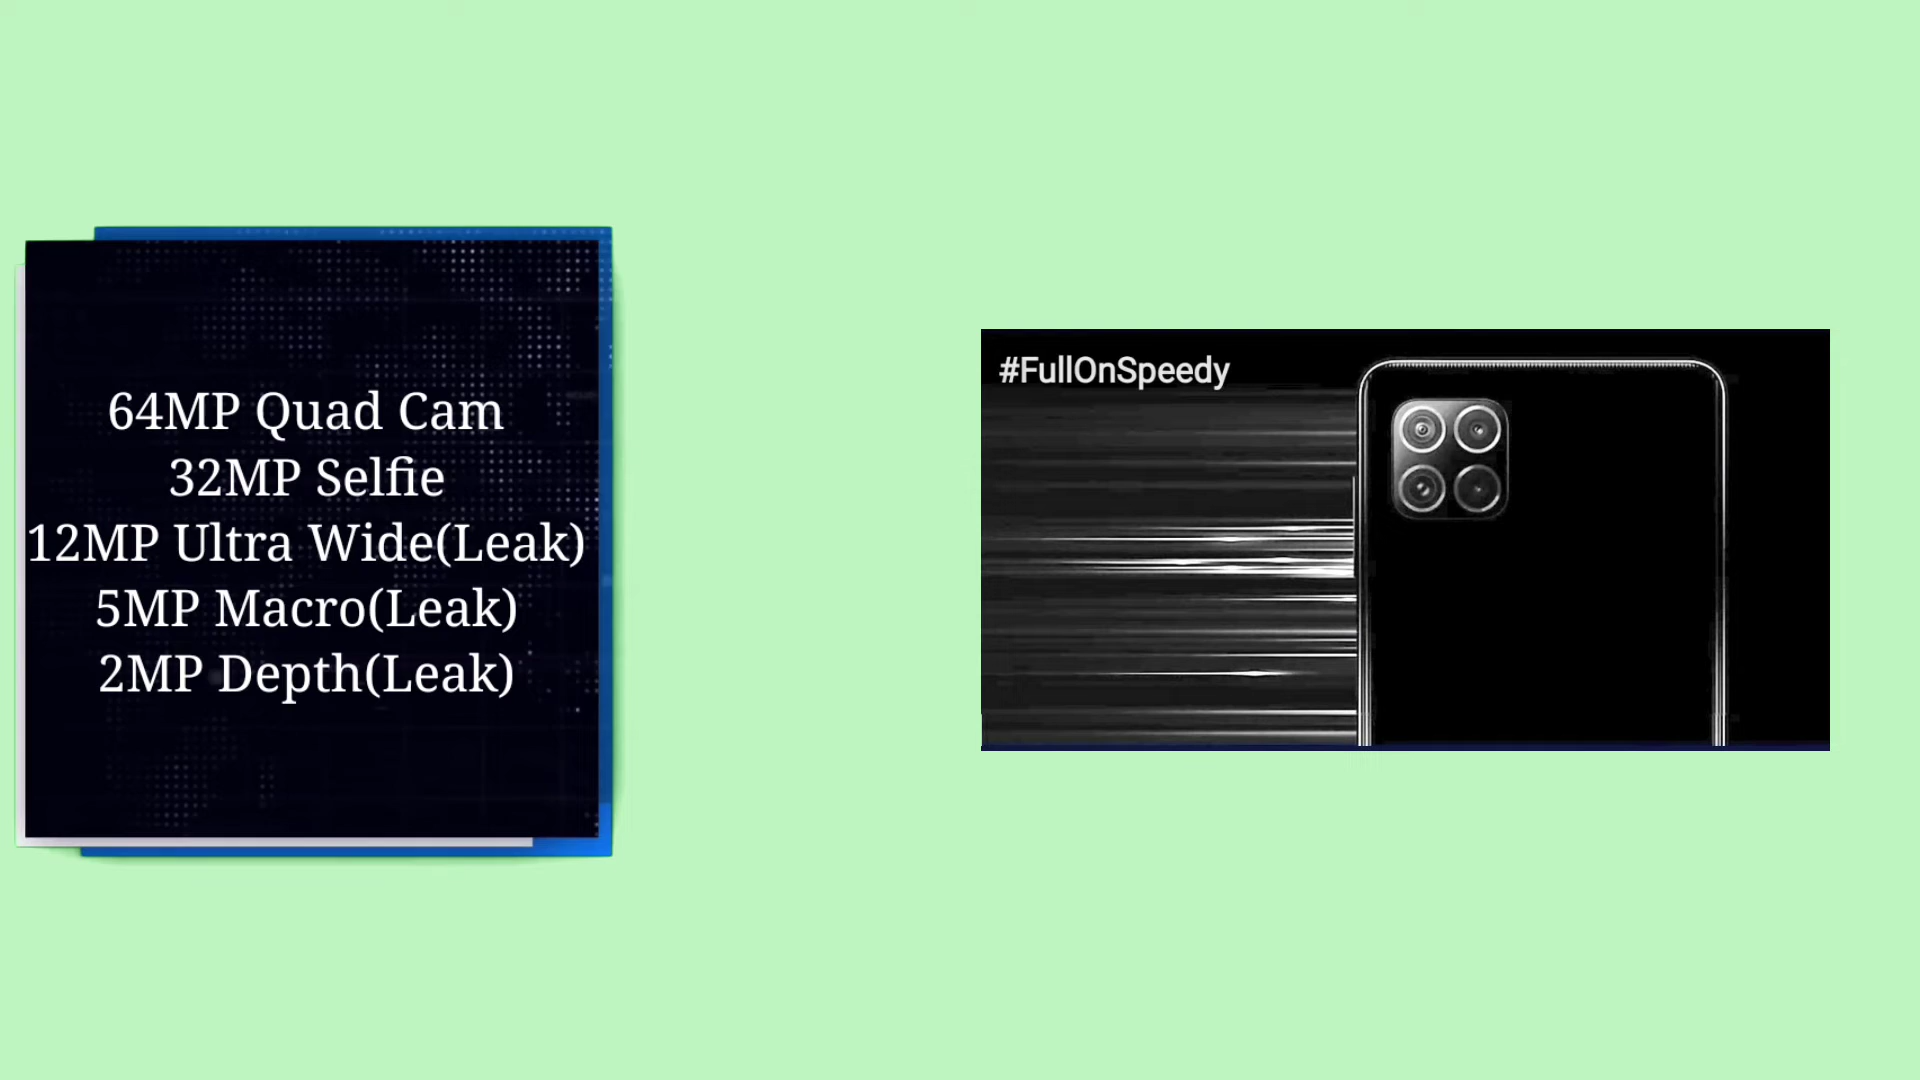 64MP Quad Cam
32MP Selfie
12MP Ultra Wide(Leak)
5MP Macro(Leak)
2MP Depth(Leak)
#FullOnSpeedy